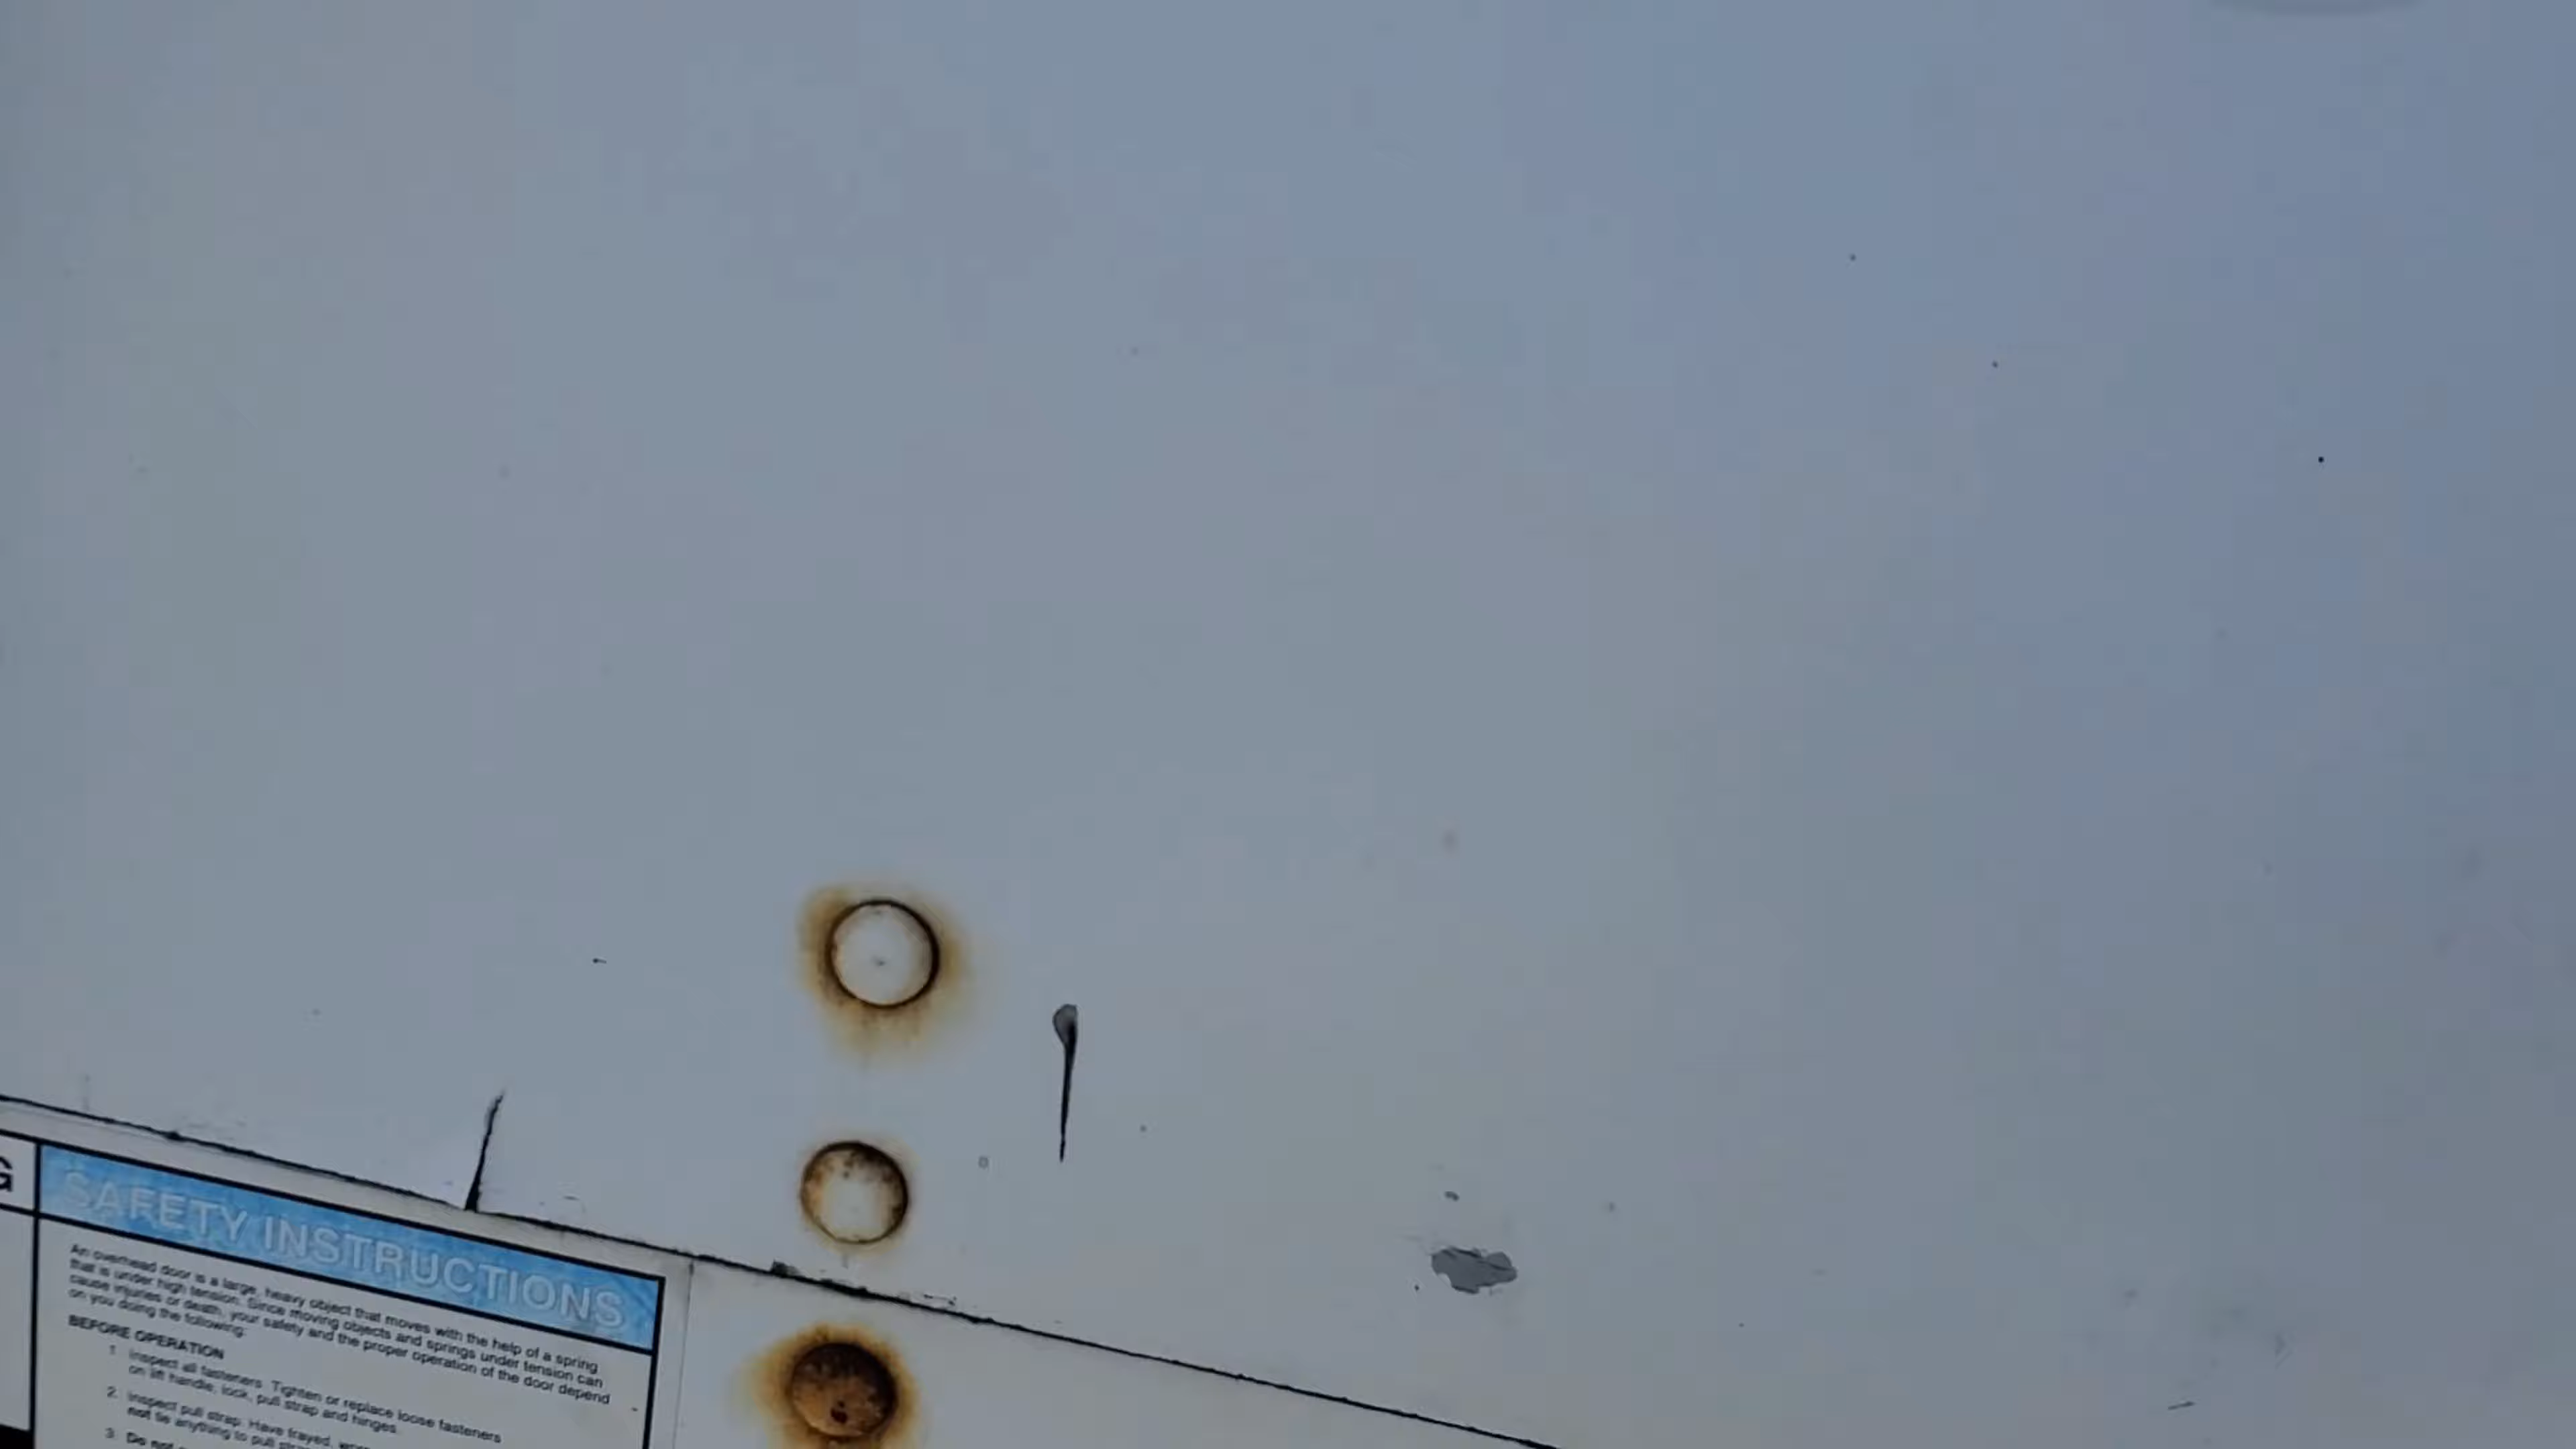 G
SAFETY INSTRUCTIONS
An overhead door is a large, heavy object that moves with the help of a spring
that is under high tension. Since moving objects and springs under tension can
cause injuries or death, your safety and the proper operation of the door depend
on you doing the following:
BEFORE OPERATION
1. Inspect all fasteners. Tighten or replace loose fasteners
on lift handle, lock, pull strap and hinges.
2. Inspect pull strap. Have frayed,
not tie anything to pull
3. Do not